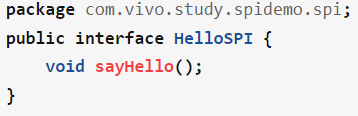 package com.vivo.study.spidemo.spi;
public interface HelloSPI {
    void sayHello();
}